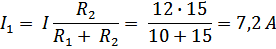 I₁ = I R₂ / (R₁ + R₂) = 12 · 15 / (10 + 15) = 7,2 A